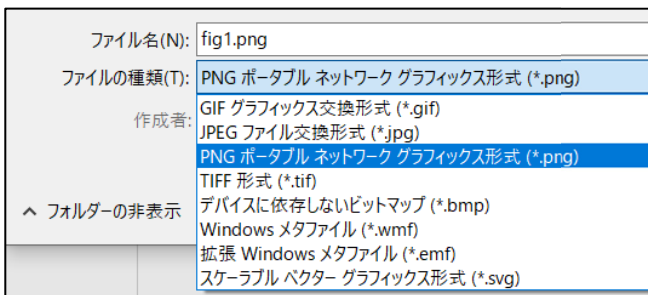 ファイル名(N): fig1.png
ファイルの種類(T): PNG ポータブル ネットワーク グラフィックス形式 (*.png)
作成者: GIF グラフィックス交換形式 (*.gif)
JPEG ファイル交換形式 (*.jpg)
PNG ポータブル ネットワーク グラフィックス形式 (*.png)
TIFF 形式 (*.tif)
フォルダーの非表示 デバイスに依存しないビットマップ (*.bmp)
Windows メタファイル (*.wmf)
拡張 Windows メタファイル (*.emf)
スケーラブル ベクター グラフィックス形式 (*.svg)